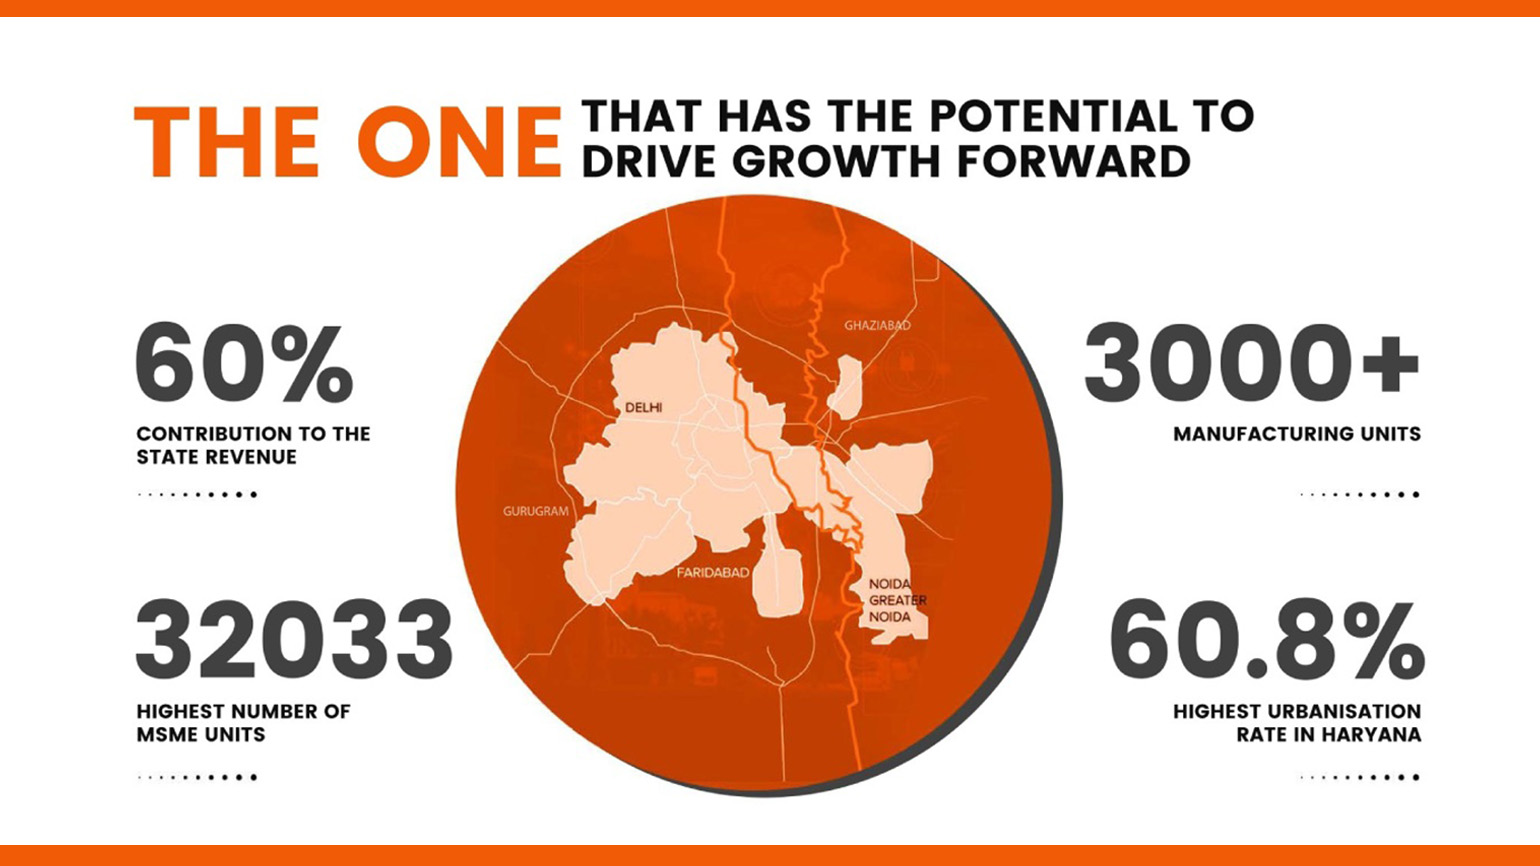 THE ONE
THAT HAS THE POTENTIAL TO
DRIVE GROWTH FORWARD
60%
CONTRIBUTION TO THE
STATE REVENUE
32033
HIGHEST NUMBER OF
MSME UNITS
GHAZIABAD
DELHI
GURUGRAM
FARIDABAD
NOIDA
GREATER
NOIDA
3000+
MANUFACTURING UNITS
60.8%
HIGHEST URBANISATION
RATE IN HARYANA